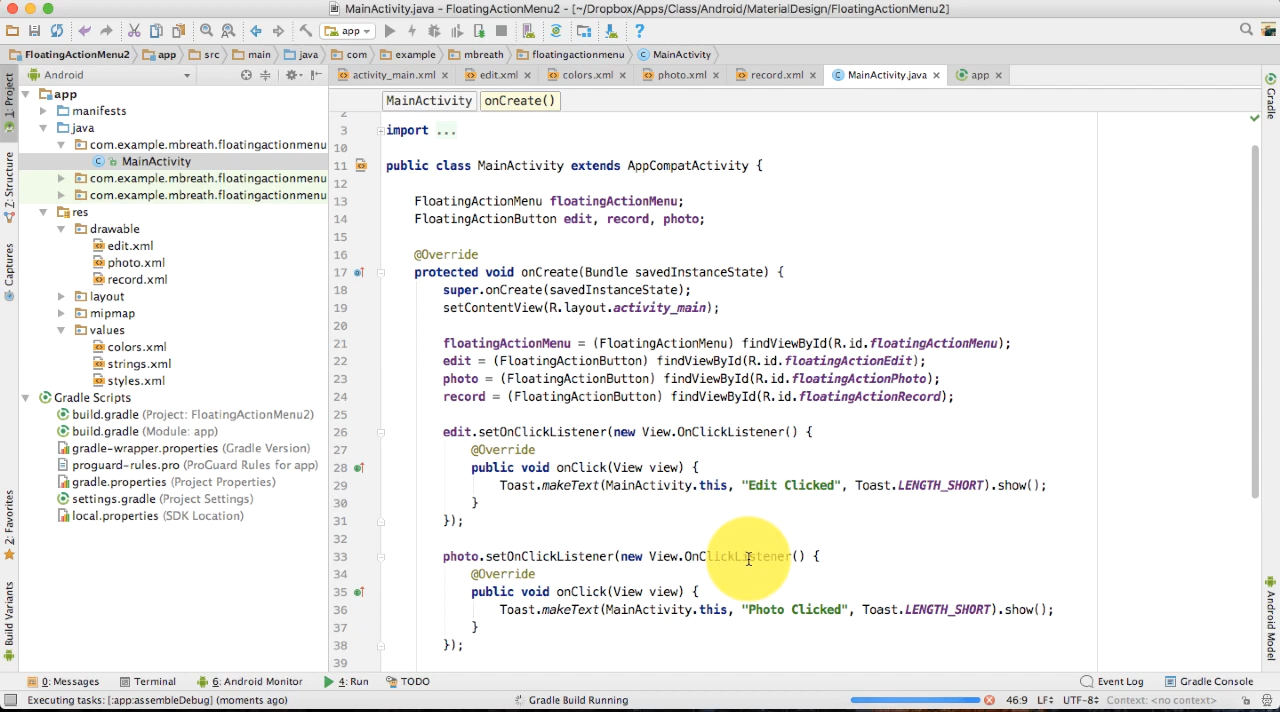 MainActivity.java - FloatingActionMenu2 - [~/Dropbox/Apps/Class/Android/MaterialDesign/FloatingActionMenu2]
app
FloatingActionMenu2 app src main java com example mbreath floatingactionmenu MainActivity
Android
activity_main.xml edit.xml colors.xml photo.xml record.xml MainActivity.java app
MainActivity onCreate()
1: Project
Z: Structure
Captures
2: Favorites
Build Variants
app
manifests
java
com.example.mbreath.floatingactionmenu
MainActivity
com.example.mbreath.floatingactionmenu
com.example.mbreath.floatingactionmenu
res
drawable
edit.xml
photo.xml
record.xml
layout
mipmap
values
colors.xml
strings.xml
styles.xml
Gradle Scripts
build.gradle (Project: FloatingActionMenu2)
build.gradle (Module: app)
gradle-wrapper.properties (Gradle Version)
proguard-rules.pro (ProGuard Rules for app)
gradle.properties (Project Properties)
settings.gradle (Project Settings)
local.properties (SDK Location)
2
3 import ...
10
11 public class MainActivity extends AppCompatActivity {
12
13 FloatingActionMenu floatingActionMenu;
14 FloatingActionButton edit, record, photo;
15
16 @Override
17 protected void onCreate(Bundle savedInstanceState) {
18 super.onCreate(savedInstanceState);
19 setContentView(R.layout.activity_main);
20
21 floatingActionMenu = (FloatingActionMenu) findViewById(R.id.floatingActionMenu);
22 edit = (FloatingActionButton) findViewById(R.id.floatingActionEdit);
23 photo = (FloatingActionButton) findViewById(R.id.floatingActionPhoto);
24 record = (FloatingActionButton) findViewById(R.id.floatingActionRecord);
25
26 edit.setOnClickListener(new View.OnClickListener() {
27 @Override
28 public void onClick(View view) {
29 Toast.makeText(MainActivity.this, "Edit Clicked", Toast.LENGTH_SHORT).show();
30 }
31 });
32
33 photo.setOnClickListener(new View.OnClickListener() {
34 @Override
35 public void onClick(View view) {
36 Toast.makeText(MainActivity.this, "Photo Clicked", Toast.LENGTH_SHORT).show();
37 }
38 });
39
Gradle
Android Model
0: Messages Terminal 6: Android Monitor 4: Run TODO Event Log Gradle Console
Executing tasks: [:app:assembleDebug] (moments ago) Gradle Build Running 46:9 LF UTF-8 Context: <no context>